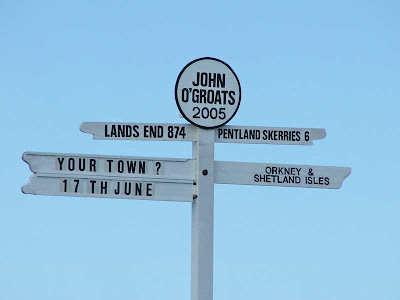 JOHN
O'GROATS
2005
LANDS END 874
PENTLAND SKERRIES 6
YOUR TOWN ?
17 TH JUNE
ORKNEY &
SHETLAND ISLES